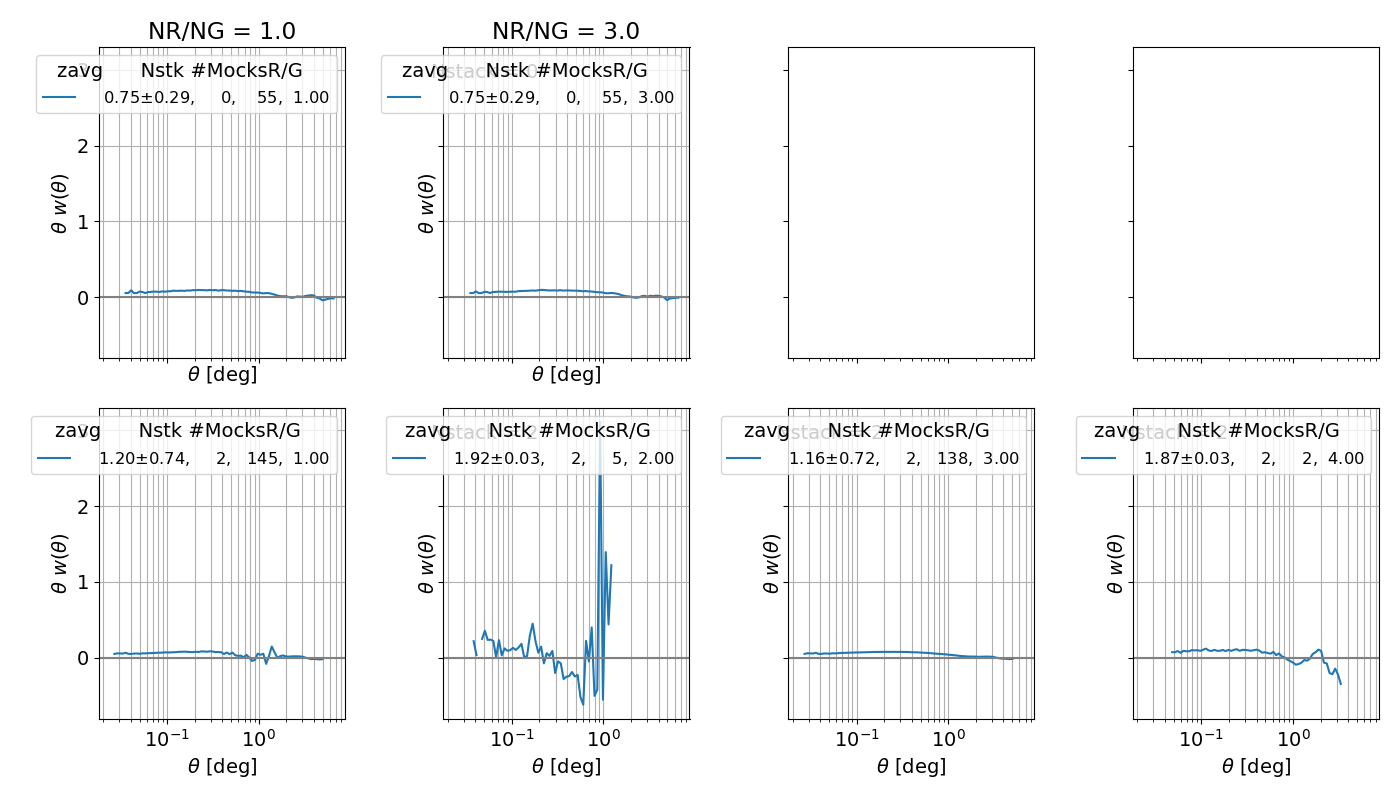 NR/NG = 1.0
NR/NG = 3.0
zavg Nstk #MocksR/G
0.75±0.29, 0, 55, 1.00
zavg Nstk #MocksR/G
0.75±0.29, 0, 55, 3.00
2
1
0
θ w(θ)
θ w(θ)
θ [deg]
θ [deg]
zavg Nstk #MocksR/G
1.20±0.74, 2, 145, 1.00
zavg Nstk #MocksR/G
1.92±0.03, 2, 5, 2.00
zavg Nstk #MocksR/G
1.16±0.72, 2, 138, 3.00
zavg Nstk #MocksR/G
1.87±0.03, 2, 2, 4.00
2
1
0
θ w(θ)
θ w(θ)
θ w(θ)
θ w(θ)
10⁻¹ 10⁰
10⁻¹ 10⁰
10⁻¹ 10⁰
10⁻¹ 10⁰
θ [deg]
θ [deg]
θ [deg]
θ [deg]